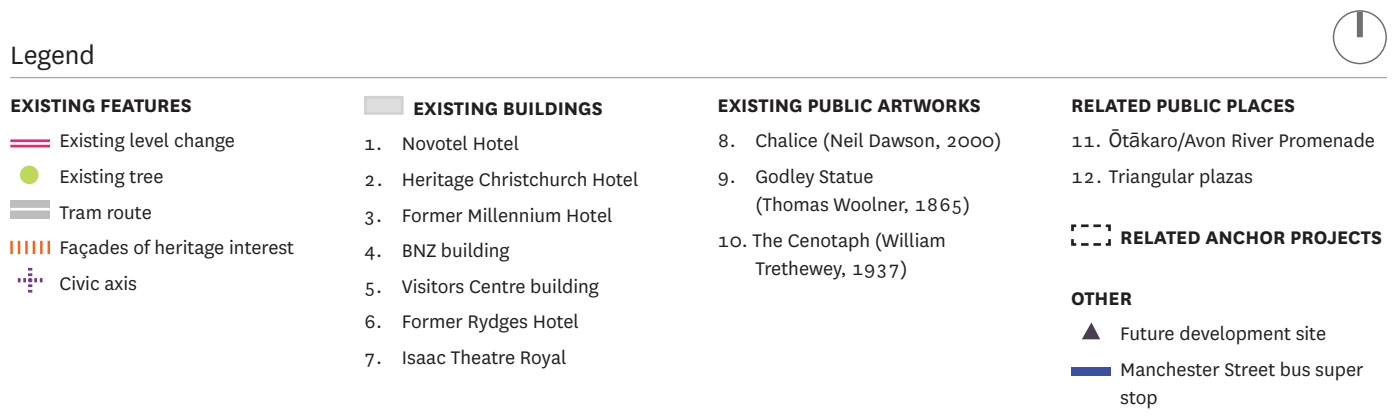 Legend
EXISTING FEATURES
Existing level change
Existing tree
Tram route
Façades of heritage interest
Civic axis
EXISTING BUILDINGS
1. Novotel Hotel
2. Heritage Christchurch Hotel
3. Former Millennium Hotel
4. BNZ building
5. Visitors Centre building
6. Former Rydges Hotel
7. Isaac Theatre Royal
EXISTING PUBLIC ARTWORKS
8. Chalice (Neil Dawson, 2000)
9. Godley Statue
(Thomas Woolner, 1865)
10. The Cenotaph (William
Trethewey, 1937)
RELATED PUBLIC PLACES
11. Ōtākaro/Avon River Promenade
12. Triangular plazas
RELATED ANCHOR PROJECTS
OTHER
Future development site
Manchester Street bus super
stop